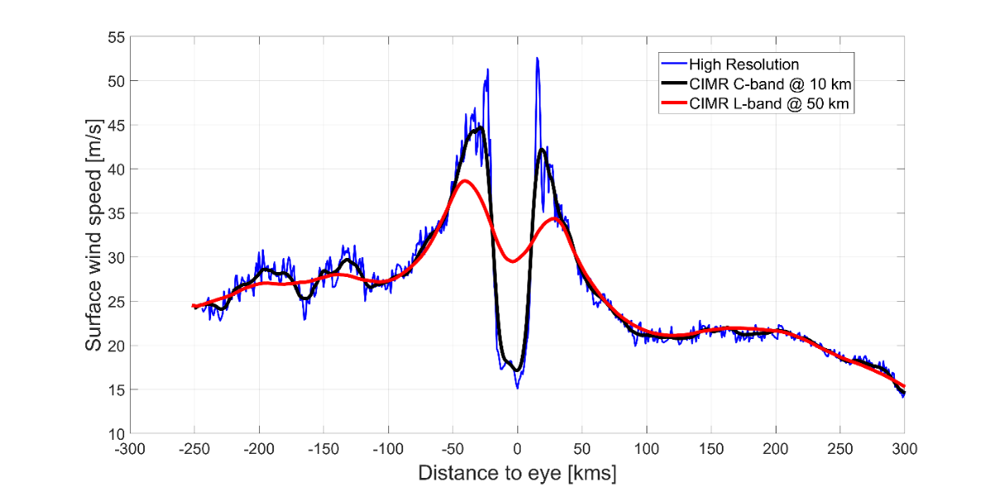 High Resolution
CIMR C-band @ 10 km
CIMR L-band @ 50 km
55
50
45
40
35
30
25
20
15
10
Surface wind speed [m/s]
-300 -250 -200 -150 -100 -50 0 50 100 150 200 250 300
Distance to eye [kms]